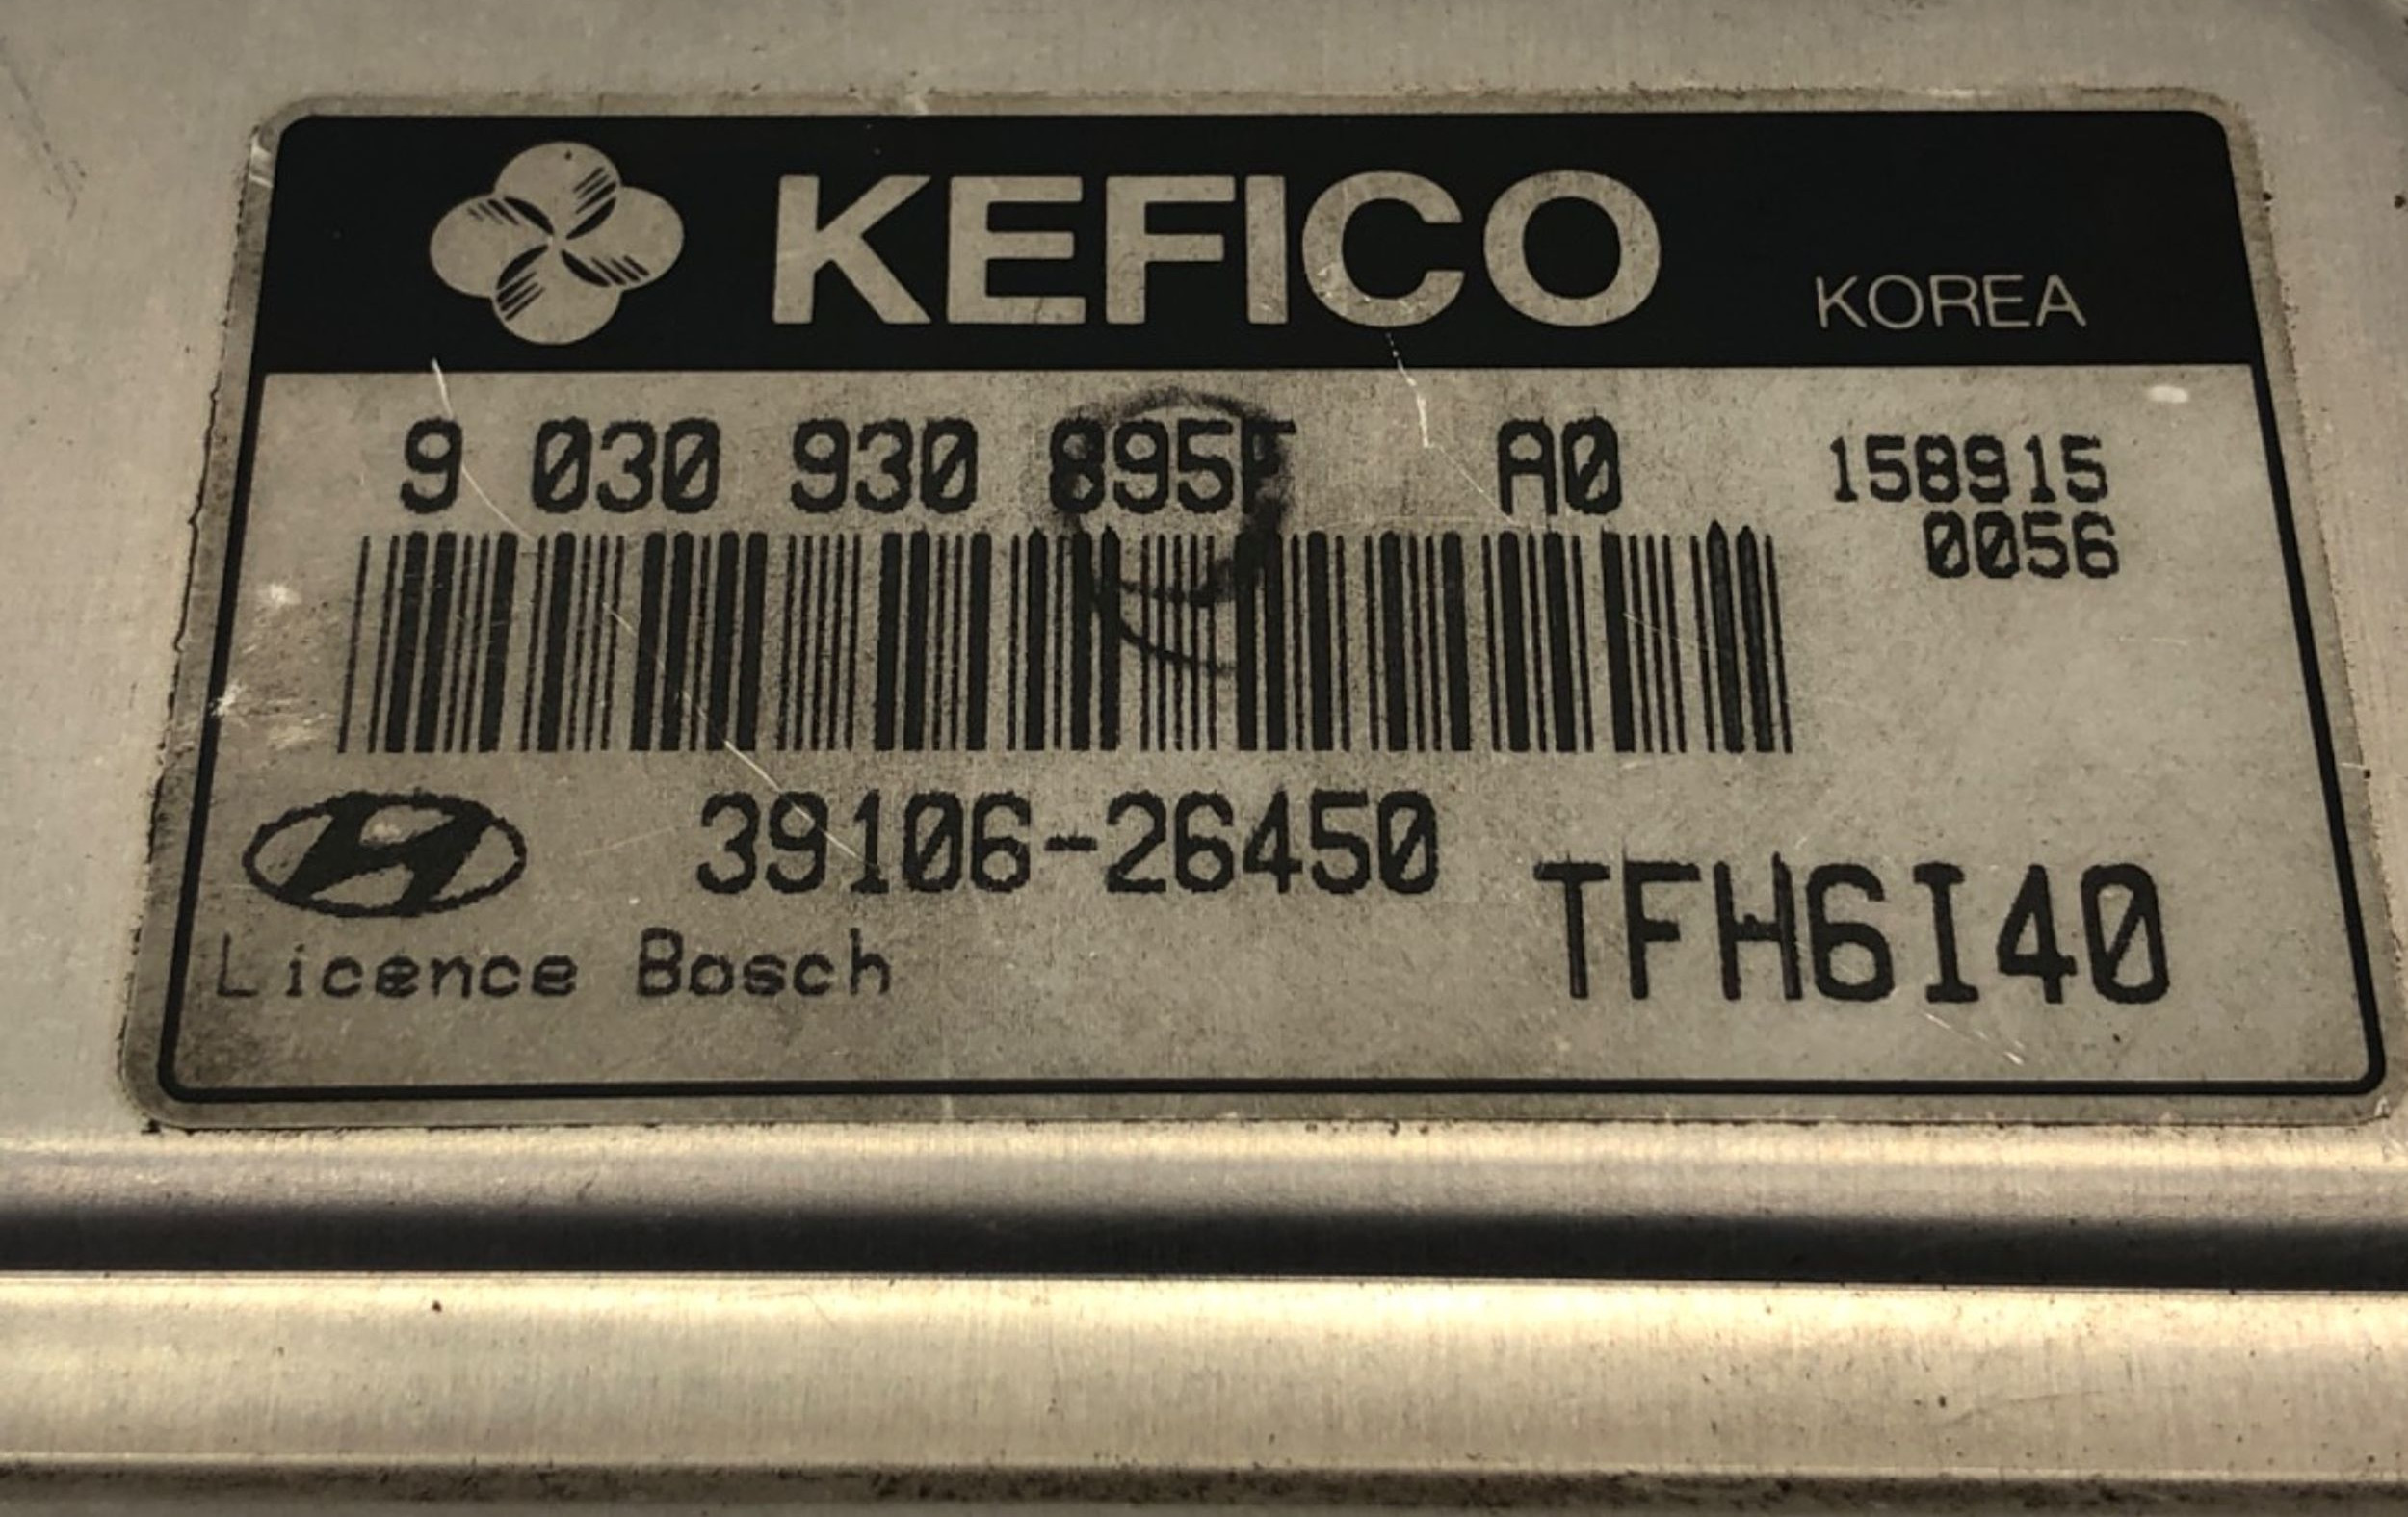 KEFICO KOREA
9 030 930 895F A0 158915
0056
39106-26450
TFH6I40
Licence Bosch